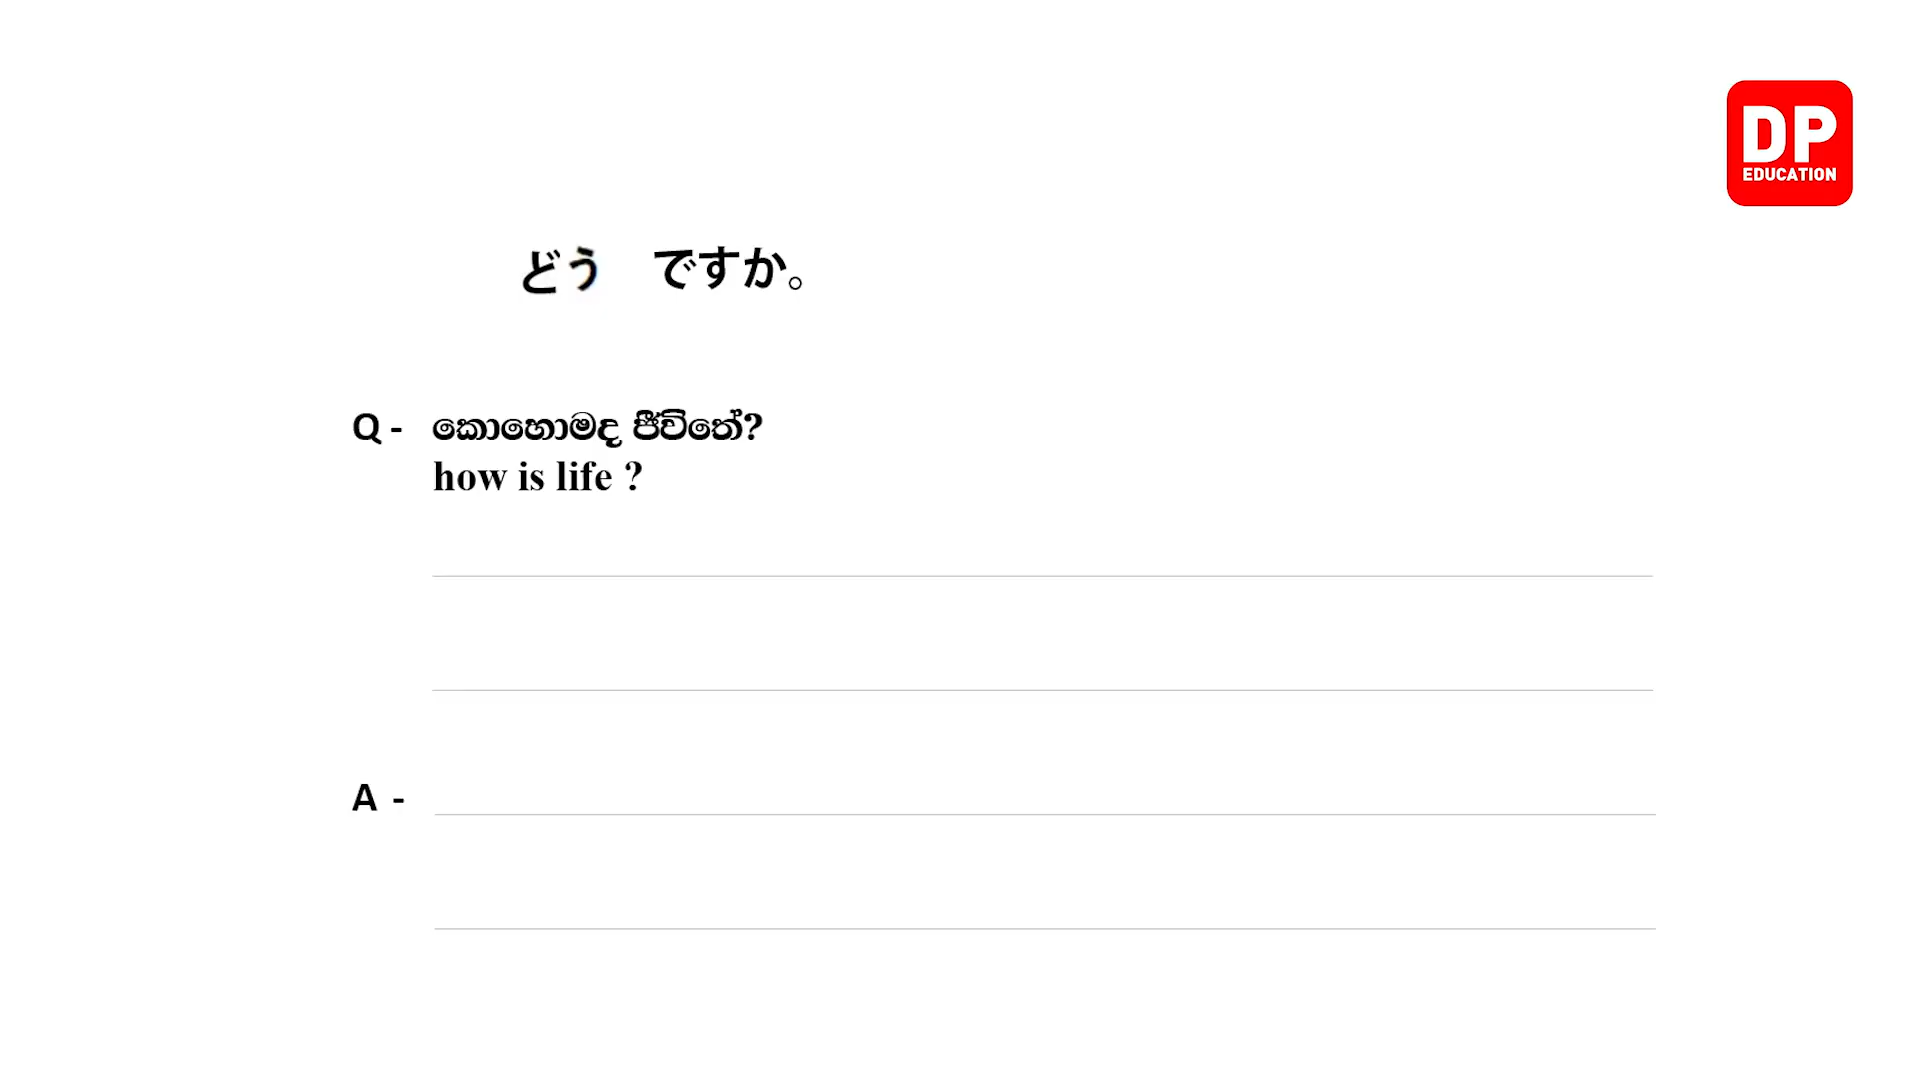 DP
EDUCATION
どう ですか。
Q - කොහොමද ජීවිතේ?
how is life ?
A -